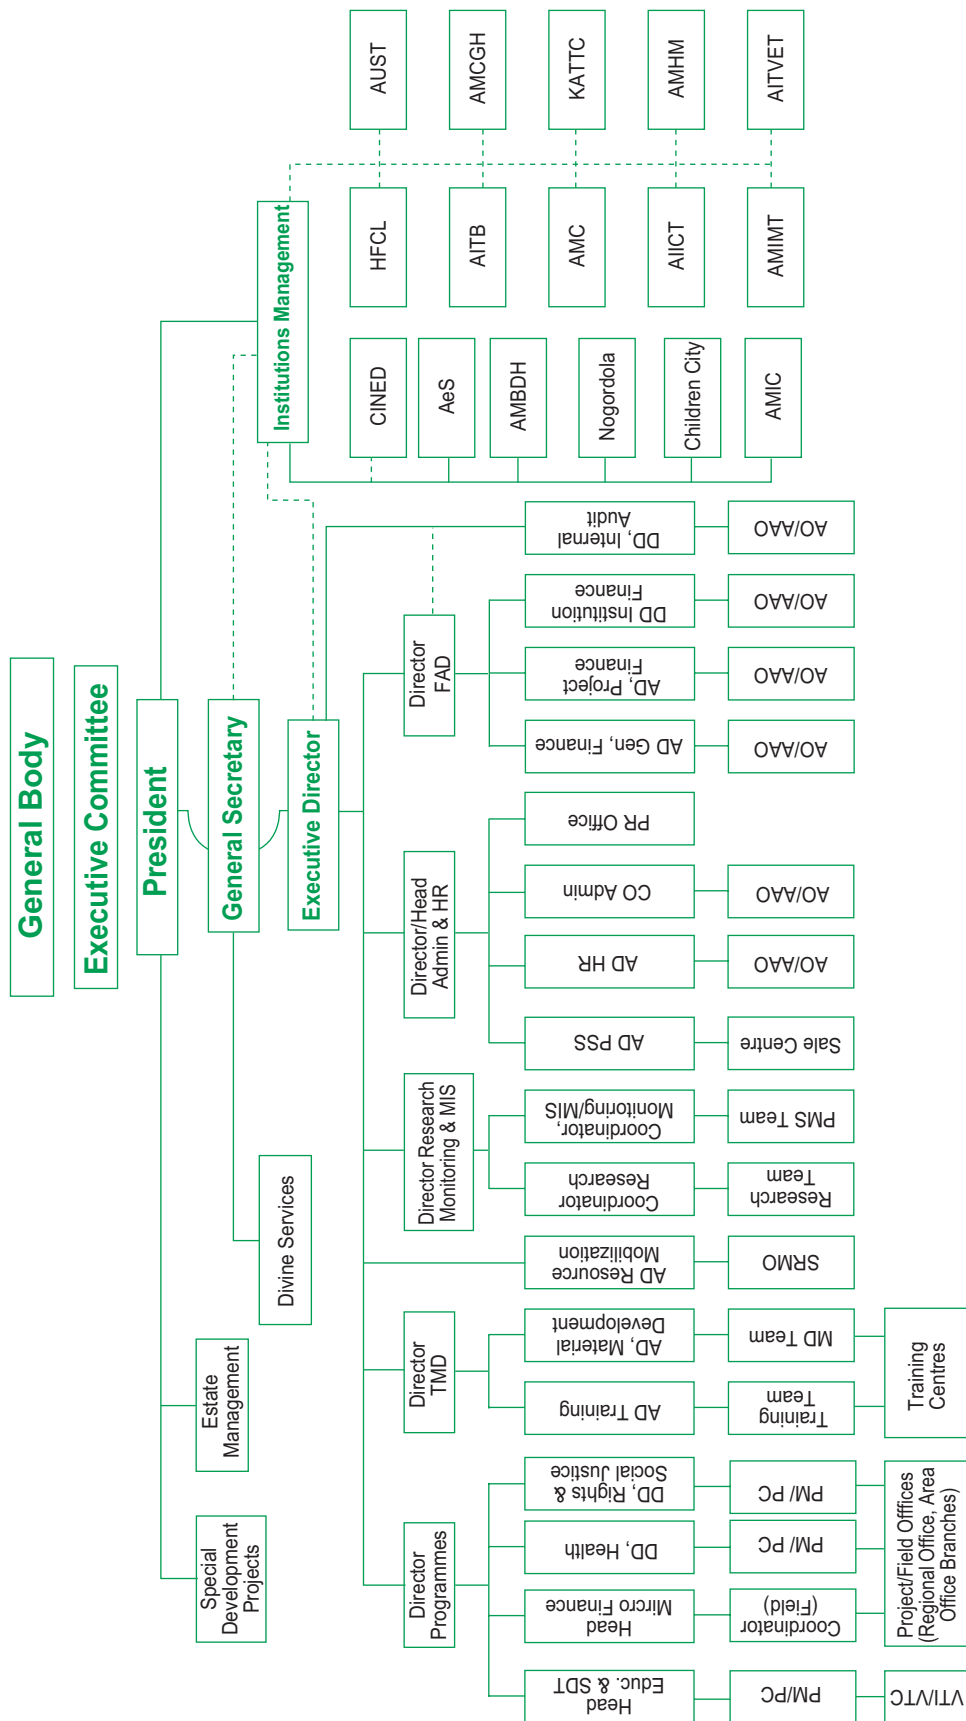 General Body
Executive Committee
President
General Secretary
Executive Director
Institutions Management
Special
Development
Projects
Estate
Management
Divine Services
Director
Programmes
Director
TMD
Director Research
Monitoring & MIS
Director/Head
Admin & HR
Director
FAD
Head
Educ. & SDT
Head
Mircro Finance
DD, Health
DD, Rights &
Social Justice
AD Training
AD, Material
Development
AD Resource
Mobilization
Coordinator
Research
Coordinator,
Monitoring/MIS
AD PSS
AD HR
CO Admin
PR Office
AD Gen, Finance
AD, Project
Finance
DD Institution
Finance
DD, Internal
Audit
PM/PC
Coordinator
(Field)
PM/ PC
PM/ PC
Training
Team
MD Team
SRMO
Research
Team
PMS Team
Sale Centre
AO/AAO
AO/AAO
AO/AAO
AO/AAO
AO/AAO
AO/AAO
VTI/VTC
Project/Field Offfices
(Regional Office, Area
Office Branches)
Training
Centres
CINED
AeS
AMBDH
Nogordola
Children City
AMIC
HFCL
AITB
AMC
AIICT
AMIMT
AUST
AMCGH
KATTC
AMHM
AITVET